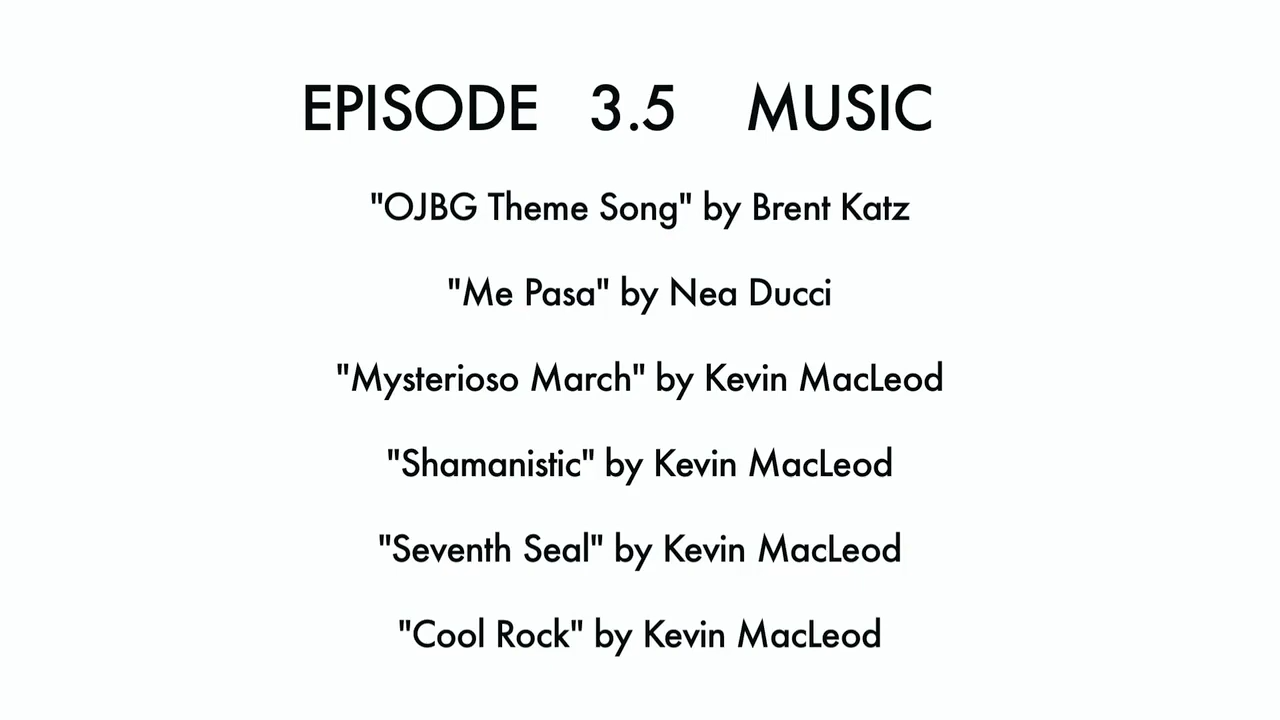 EPISODE 3.5 MUSIC
"OJBG Theme Song" by Brent Katz
"Me Pasa" by Nea Ducci
"Mysterioso March" by Kevin MacLeod
"Shamanistic" by Kevin MacLeod
"Seventh Seal" by Kevin MacLeod
"Cool Rock" by Kevin MacLeod